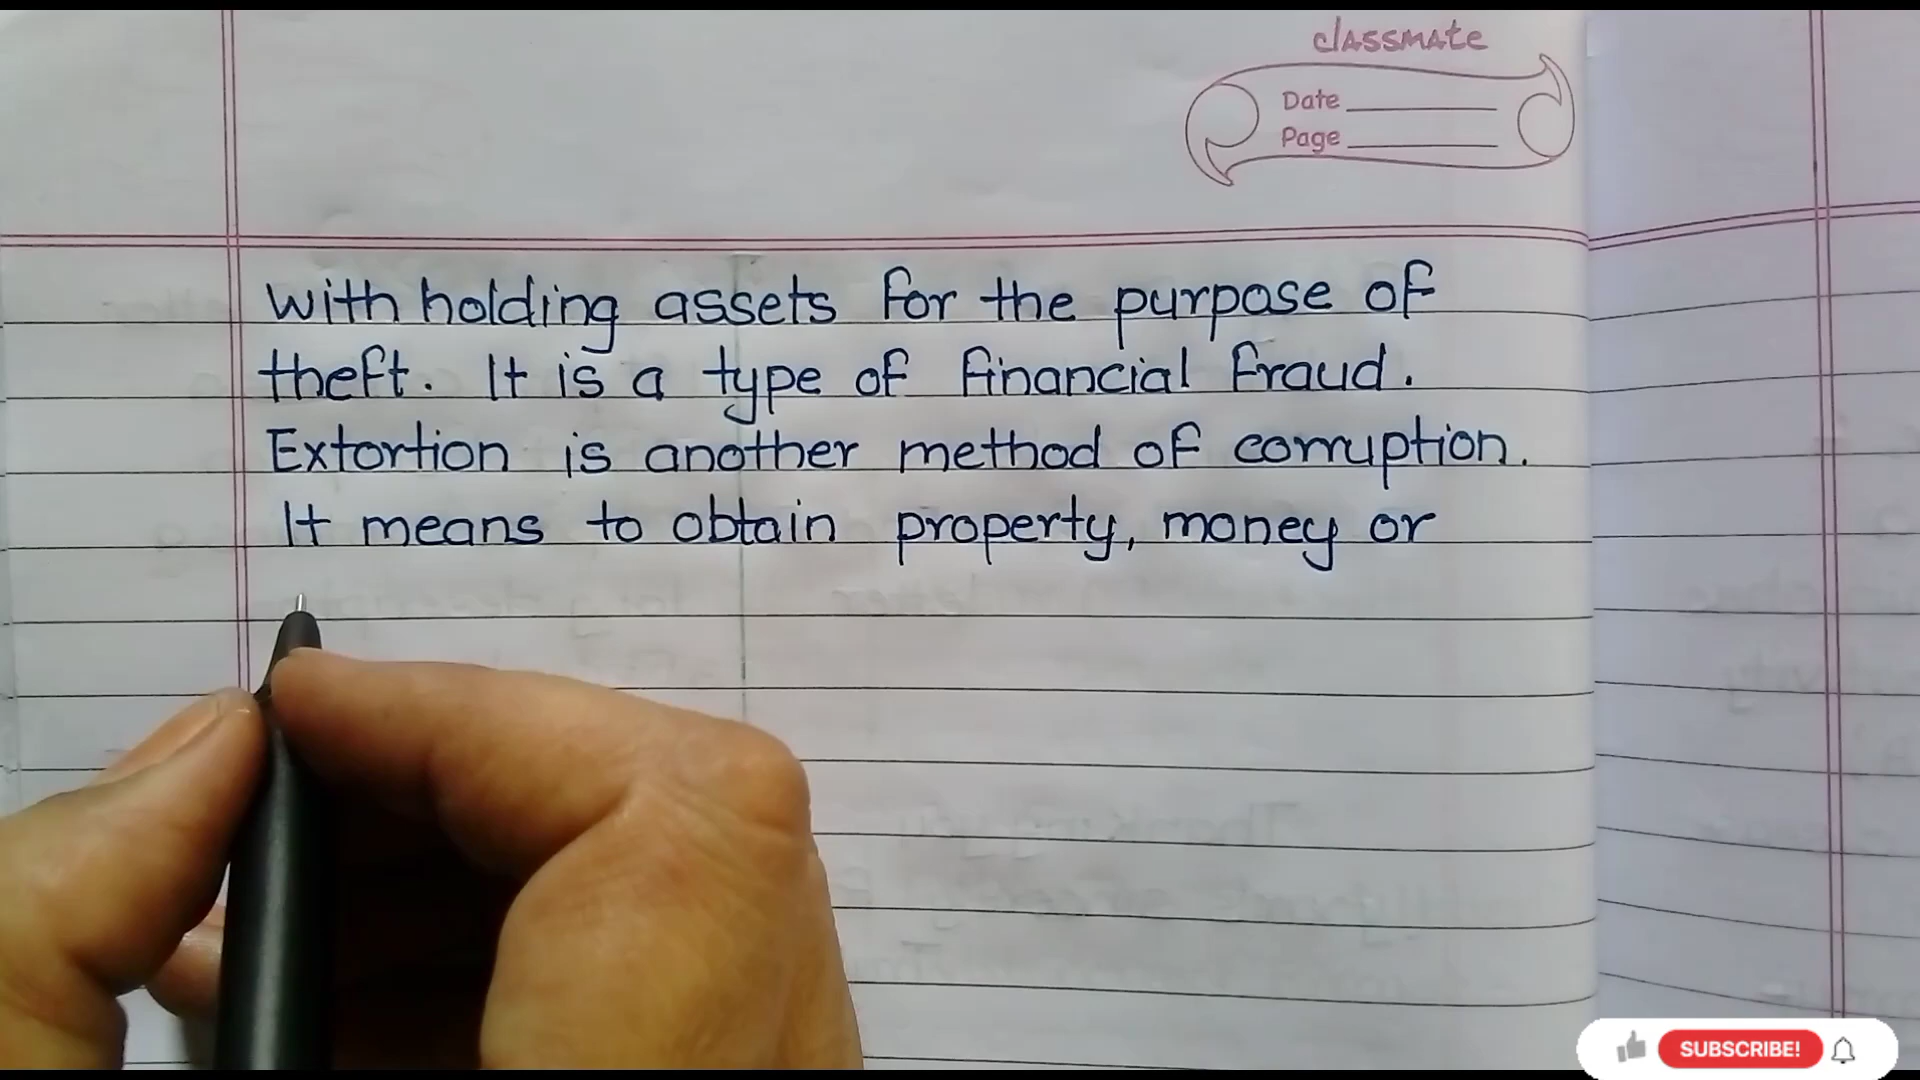 classmate
Date
Page
with holding assets for the purpose of
theft. It is a type of financial fraud.
Extortion is another method of corruption.
It means to obtain property, money or
SUBSCRIBE!